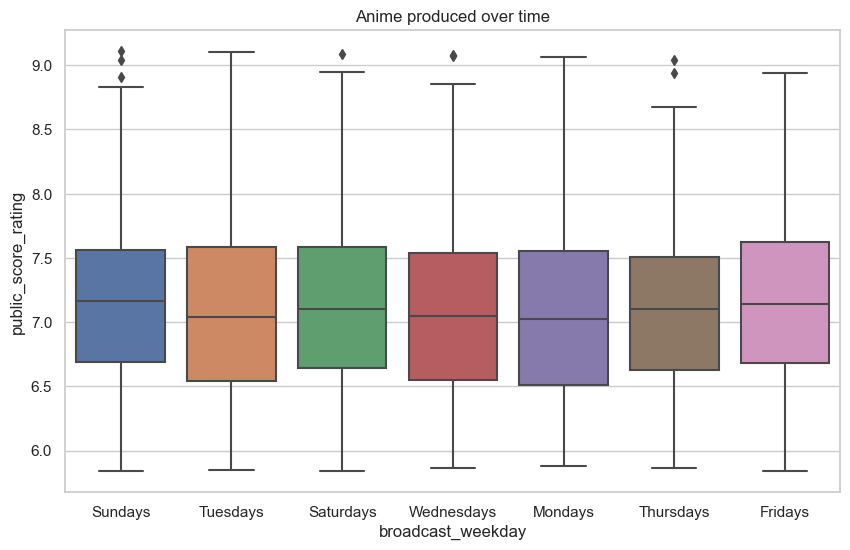 Anime produced over time
public_score_rating
9.0
8.5
8.0
7.5
7.0
6.5
6.0
Sundays Tuesdays Saturdays Wednesdays Mondays Thursdays Fridays
broadcast_weekday